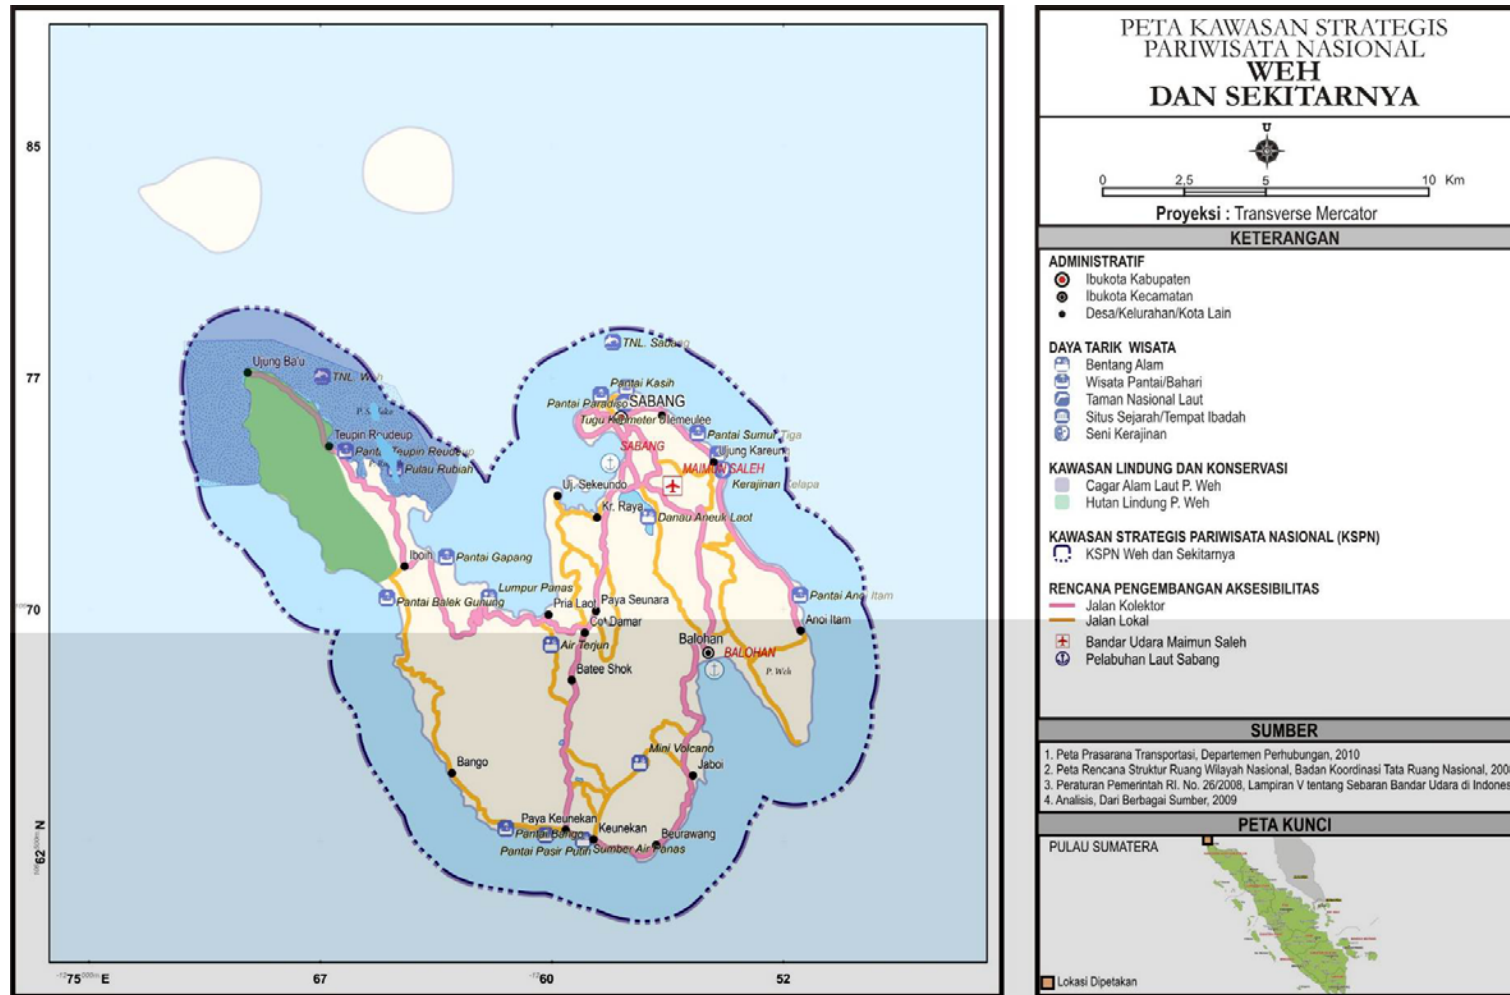 PETA KAWASAN STRATEGIS
PARIWISATA NASIONAL
WEH
DAN SEKITARNYA
U
0 2,5 5 10 Km
Proyeksi : Transverse Mercator
KETERANGAN
ADMINISTRATIF
Ibukota Kabupaten
Ibukota Kecamatan
Desa/Kelurahan/Kota Lain
DAYA TARIK WISATA
Bentang Alam
Wisata Pantai/Bahari
Taman Nasional Laut
Situs Sejarah/Tempat Ibadah
Seni Kerajinan
KAWASAN LINDUNG DAN KONSERVASI
Cagar Alam Laut P. Weh
Hutan Lindung P. Weh
KAWASAN STRATEGIS PARIWISATA NASIONAL (KSPN)
KSPN Weh dan Sekitarnya
RENCANA PENGEMBANGAN AKSESIBILITAS
Jalan Kolektor
Jalan Lokal
Bandar Udara Maimun Saleh
Pelabuhan Laut Sabang
SUMBER
1. Peta Prasarana Transportasi, Departemen Perhubungan, 2010
2. Peta Rencana Struktur Ruang Wilayah Nasional, Badan Koordinasi Tata Ruang Nasional, 200
3. Peraturan Pemerintah RI. No. 26/2008, Lampiran V tentang Sebaran Bandar Udara di Indones
4. Analisis, Dari Berbagai Sumber, 2009
PETA KUNCI
PULAU SUMATERA
Lokasi Dipetakan
85
77
70
62 N
75 E
67
60
52
TNL. Sabang
Ujung Ba'u
TNL. Weh
Pantai Kasih
Pantai Paradiso
SABANG
Tugu Kilometer 0
Ilemeulee
Teupin Reudeup
Pantai Teupin Reudeup
Pulau Rubiah
SABANG
Pantai Sumur Tiga
Ujung Kareung
MAIMUN SALEH
Kerajinan Kelapa
Uj. Sekeundo
Kr. Raya
Danau Aneuk Laot
Iboih
Pantai Gapang
Lumpur Panas
Pantai Balek Gunung
Pria Laot
Paya Seunara
Pantai Anoi Itam
Anoi Itam
Cot Damar
Air Terjun
Balohan
BALOHAN
P. Weh
Batee Shok
Mini Volcano
Bango
Jaboi
Paya Keunekan
Pantai Bango
Keunekan
Pantai Pasir Putih
Sumber Air Panas
Beurawang